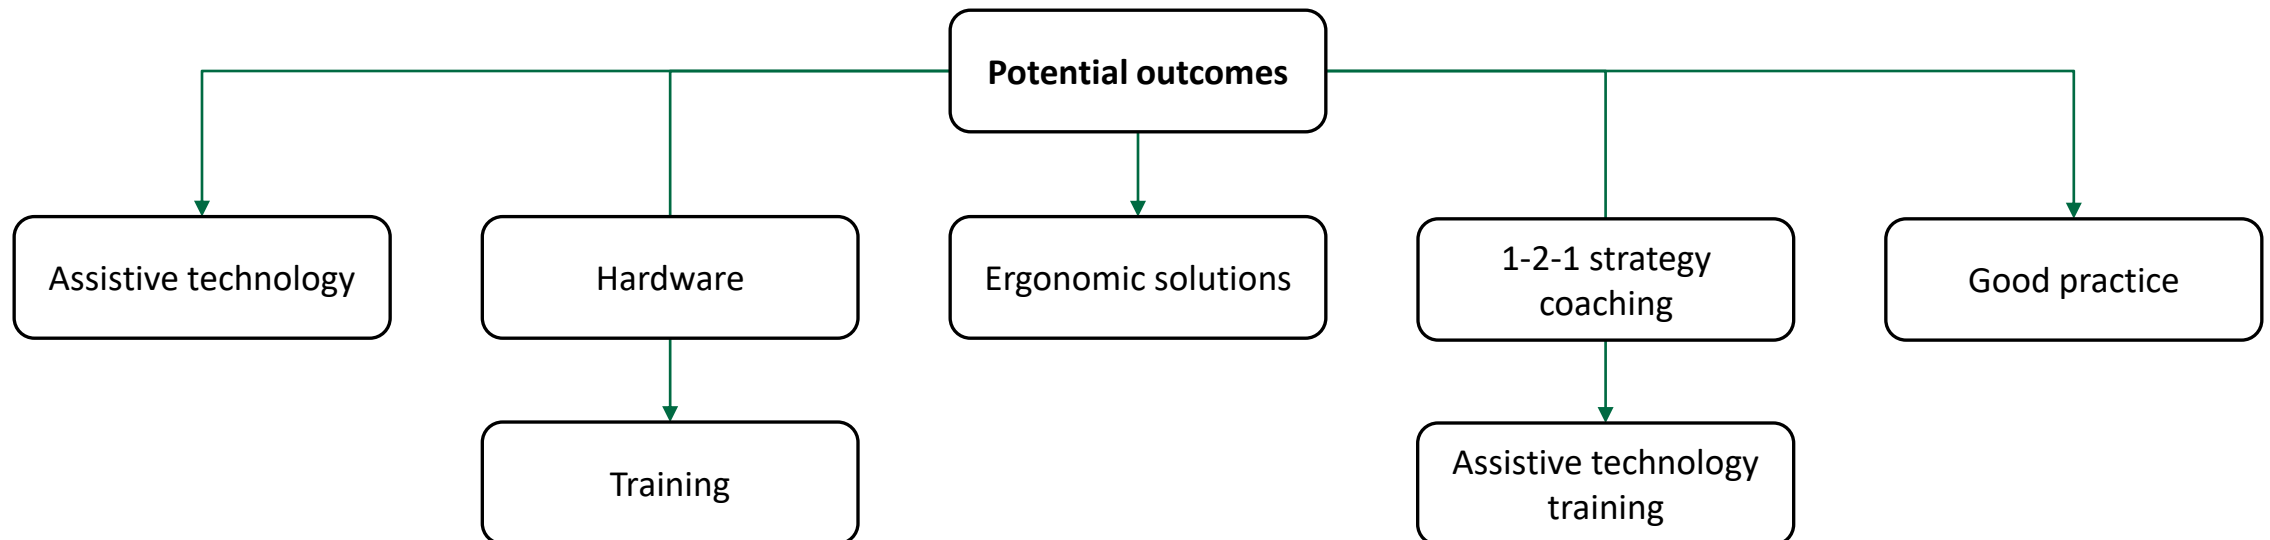 Potential outcomes
Assistive technology
Hardware
Ergonomic solutions
1-2-1 strategy
coaching
Good practice
Training
Assistive technology
training